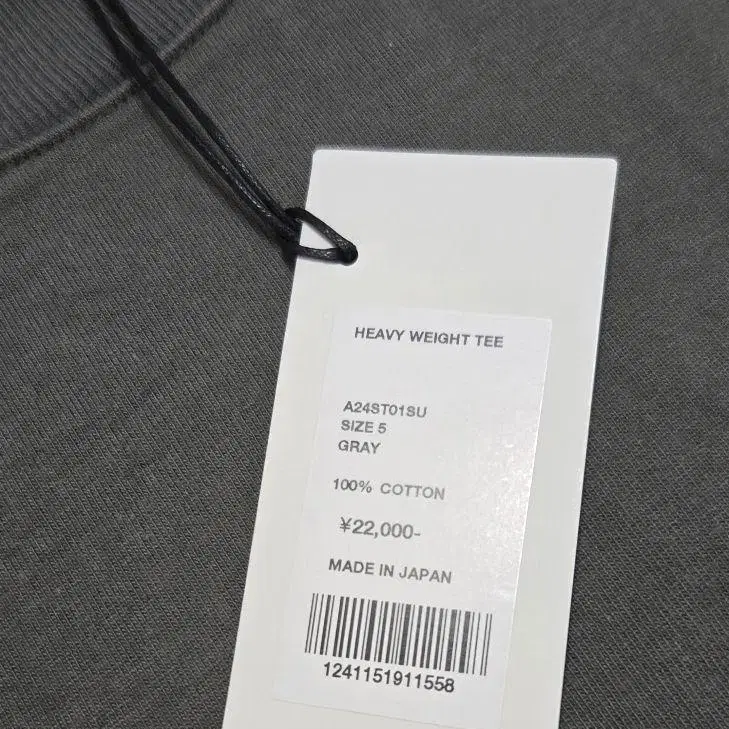 HEAVY WEIGHT TEE
A24ST01SU
SIZE 5
GRAY
100% COTTON
¥22,000-
MADE IN JAPAN
1241151911558